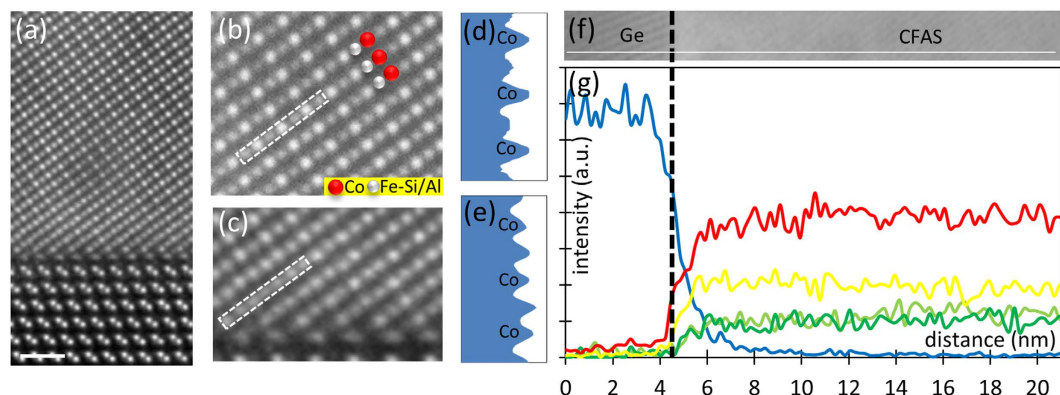 (a)
(b)
Co Fe-Si/Al
(c)
(d)
Co
Co
Co
(e)
Co
Co
Co
(f)
Ge CFAS
(g)
intensity (a.u.)
distance (nm)
0 2 4 6 8 10 12 14 16 18 20